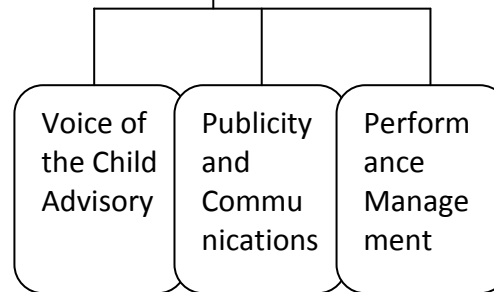 Voice of
the Child
Advisory
Publicity
and
Commu
nications
Perform
ance
Manage
ment